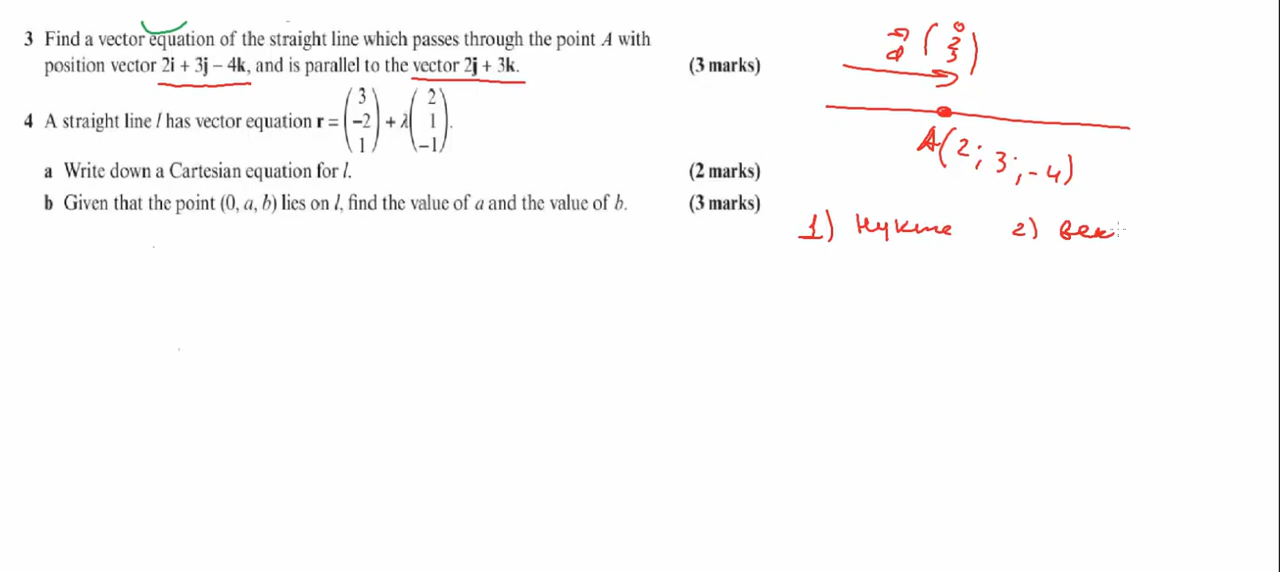 3 Find a vector equation of the straight line which passes through the point A with
position vector 2i + 3j – 4k, and is parallel to the vector 2j + 3k. (3 marks)
4 A straight line l has vector equation r = (3 –2 1) + λ(2 1 –1).
a Write down a Cartesian equation for l. (2 marks)
b Given that the point (0, a, b) lies on l, find the value of a and the value of b. (3 marks)
d (0 2 3)
A(2; 3; -4)
1) Нукте 2) век